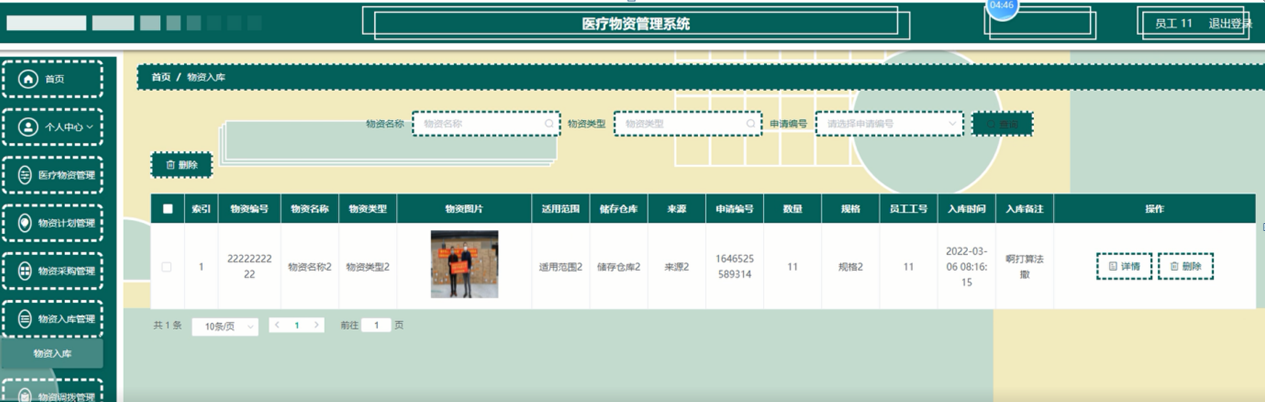 04:46
医疗物资管理系统
员工 11 退出登录
首页
个人中心
医疗物资管理
物资计划管理
物资采购管理
物资入库管理
物资入库
物资调拨管理
首页 / 物资入库
物资名称 物资名称 物资类型 物资类型 申请编号 请选择申请编号
删除
索引 物资编号 物资名称 物资类型 物资图片 适用范围 储存仓库 来源 申请编号 数量 规格 员工工号 入库时间 入库备注 操作
1 22222222 物资名称2 物资类型2 适用范围2 储存仓库2 来源2 1646525 11 规格2 11 2022-03- 啊打算法 详情 删除
22 589314 06 08:16: 撒
15
共 1 条 10条/页 1 前往 1 页